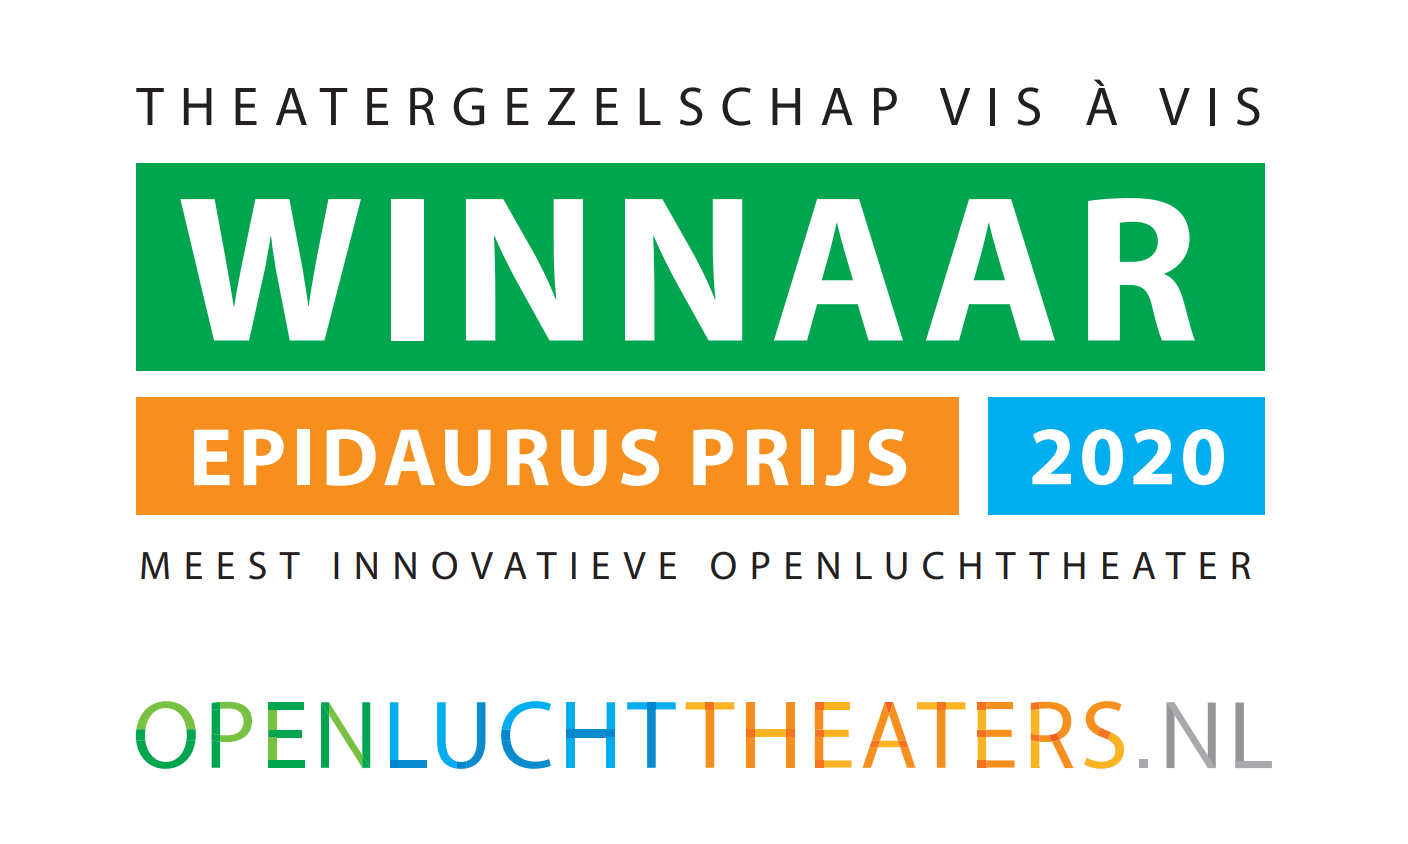 THEATERGEZELSCHAP VIS À VIS
WINNAAR
EPIDAURUS PRIJS 2020
MEEST INNOVATIEVE OPENLUCHTTHEATER
OPENLUCHTTHEATERS.NL